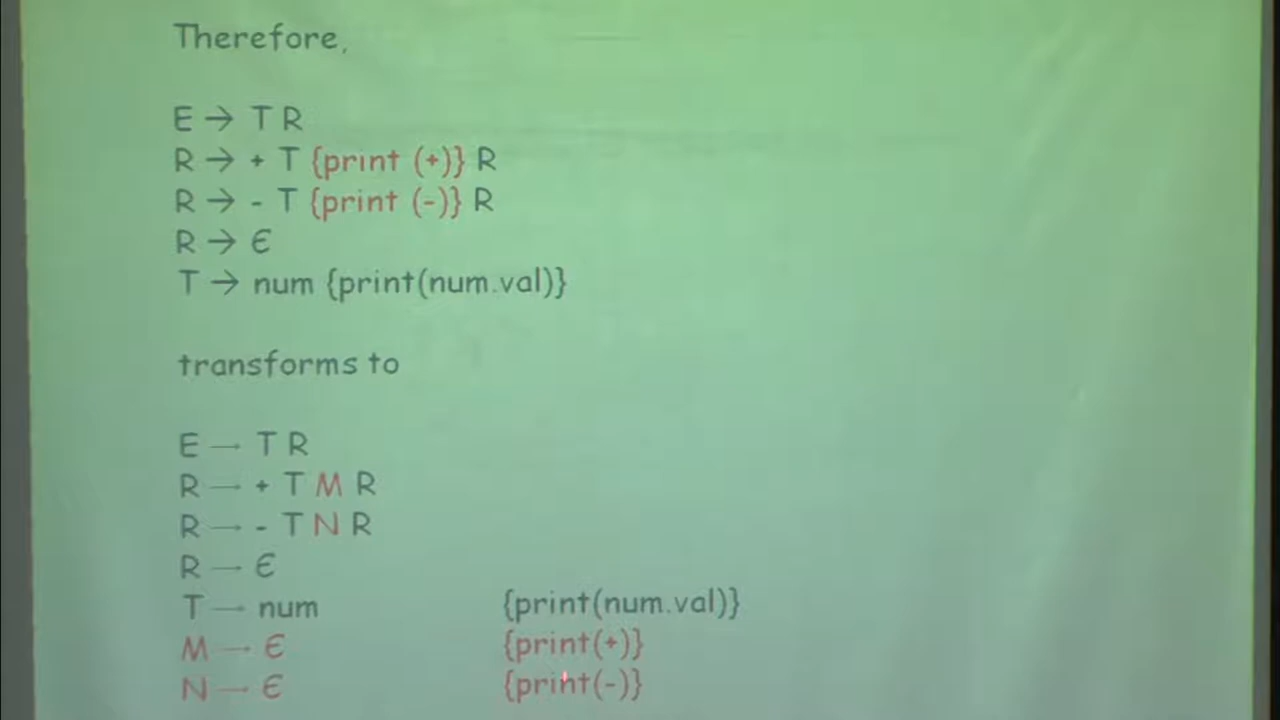 Therefore,
E → T R
R → + T {print (+)} R
R → - T {print (-)} R
R → Є
T → num {print(num.val)}
transforms to
E → T R
R → + T M R
R → - T N R
R → Є
T → num {print(num.val)}
M → Є {print(+)}
N → Є {print(-)}